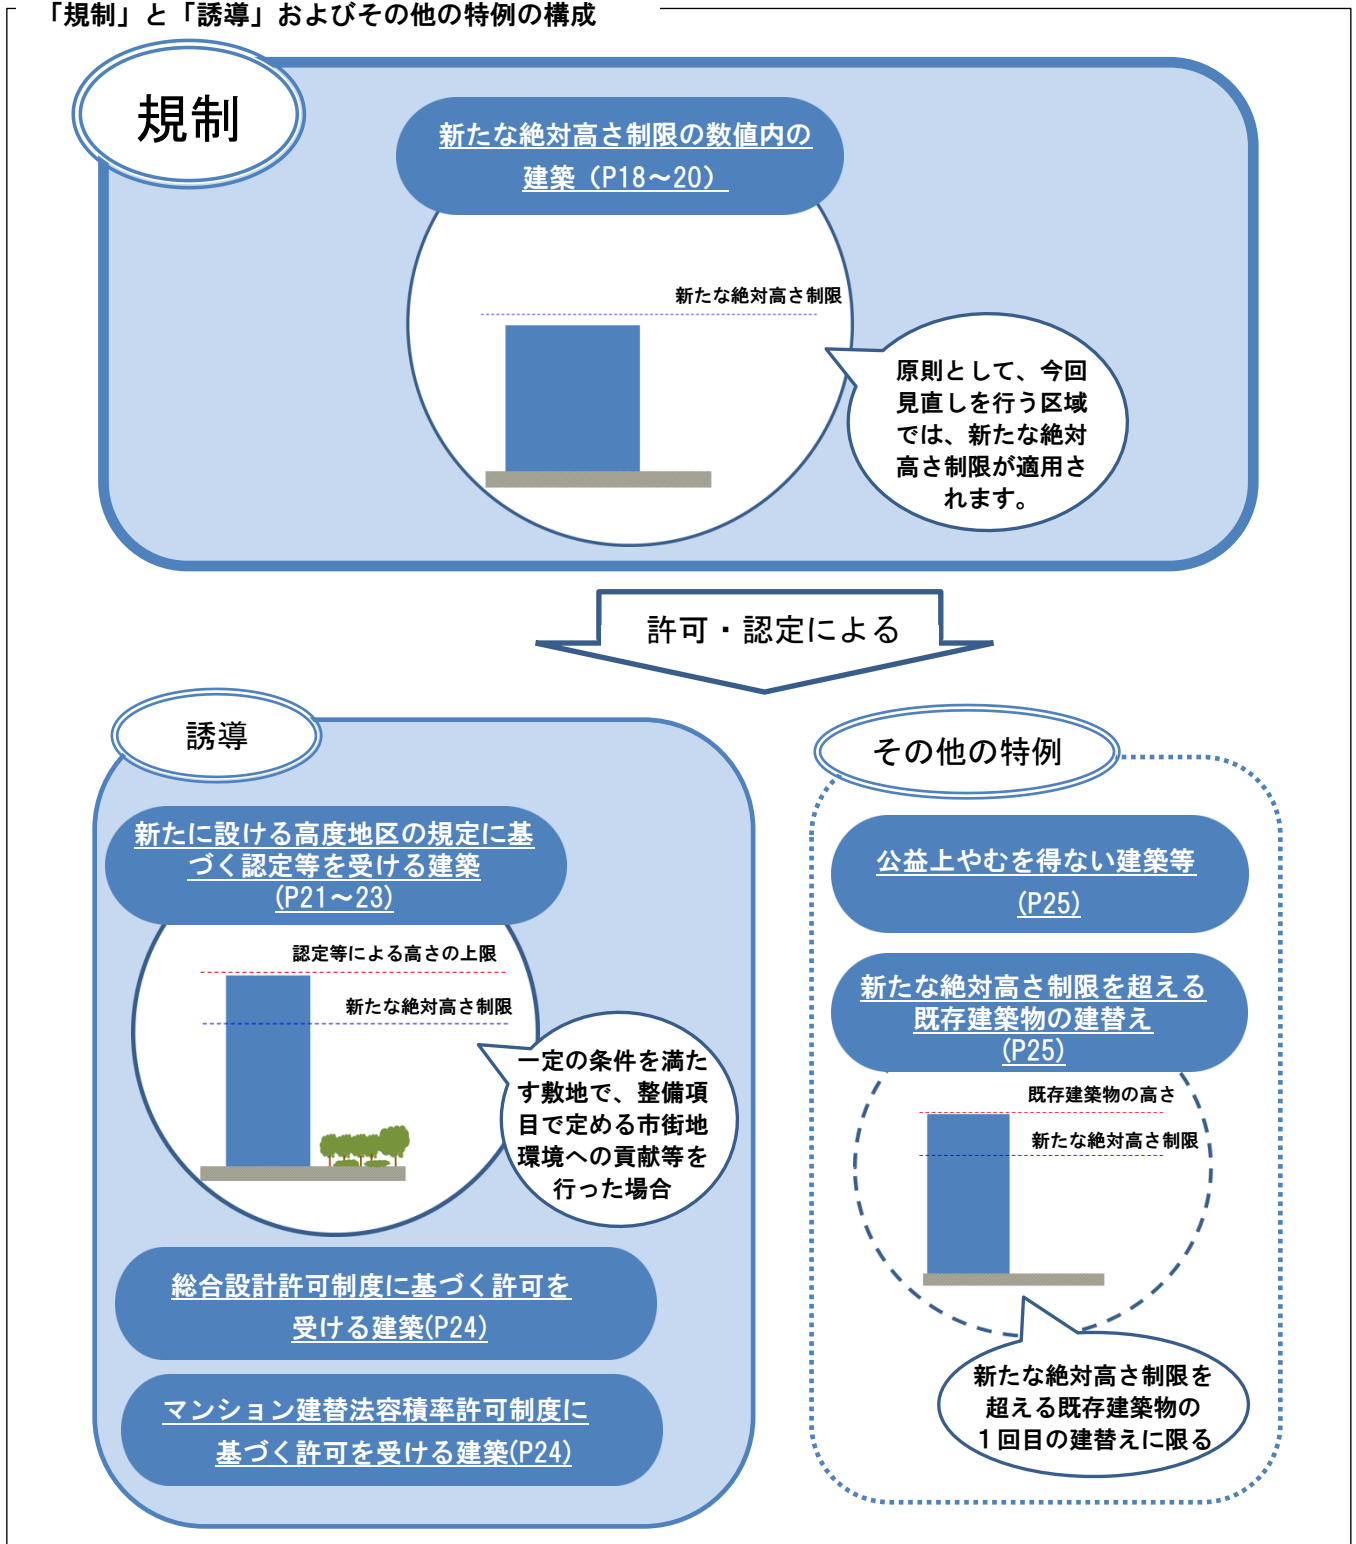 「規制」と「誘導」およびその他の特例の構成
規制
新たな絶対高さ制限の数値内の
建築（P18～20）
新たな絶対高さ制限
原則として、今回
見直しを行う区域
では、新たな絶対
高さ制限が適用さ
れます。
許可・認定による
誘導
新たに設ける高度地区の規定に基
づく認定等を受ける建築
(P21～23)
認定等による高さの上限
新たな絶対高さ制限
一定の条件を満た
す敷地で、整備項
目で定める市街地
環境への貢献等を
行った場合
総合設計許可制度に基づく許可を
受ける建築(P24)
マンション建替法容積率許可制度に
基づく許可を受ける建築(P24)
その他の特例
公益上やむを得ない建築等
(P25)
新たな絶対高さ制限を超える
既存建築物の建替え
(P25)
既存建築物の高さ
新たな絶対高さ制限
新たな絶対高さ制限を
超える既存建築物の
１回目の建替えに限る